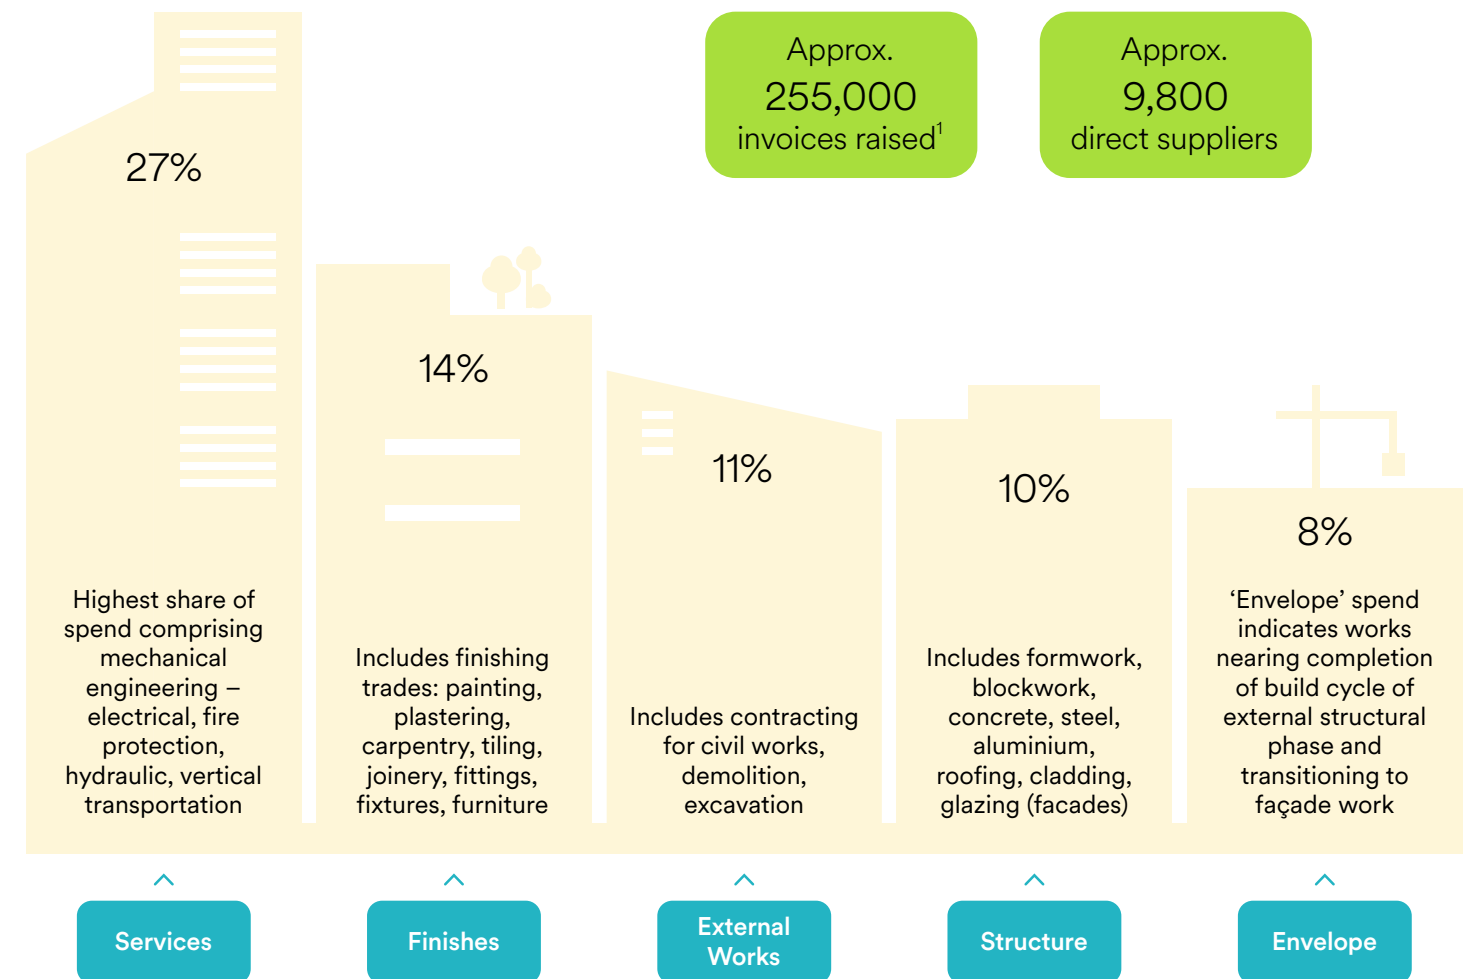 Approx.
255,000
invoices raised¹
Approx.
9,800
direct suppliers
27%
Highest share of
spend comprising
mechanical
engineering –
electrical, fire
protection,
hydraulic, vertical
transportation
Services
14%
Includes finishing
trades: painting,
plastering,
carpentry, tiling,
joinery, fittings,
fixtures, furniture
Finishes
11%
Includes contracting
for civil works,
demolition,
excavation
External
Works
10%
Includes formwork,
blockwork,
concrete, steel,
aluminium,
roofing, cladding,
glazing (facades)
Structure
8%
‘Envelope’ spend
indicates works
nearing completion
of build cycle of
external structural
phase and
transitioning to
façade work
Envelope